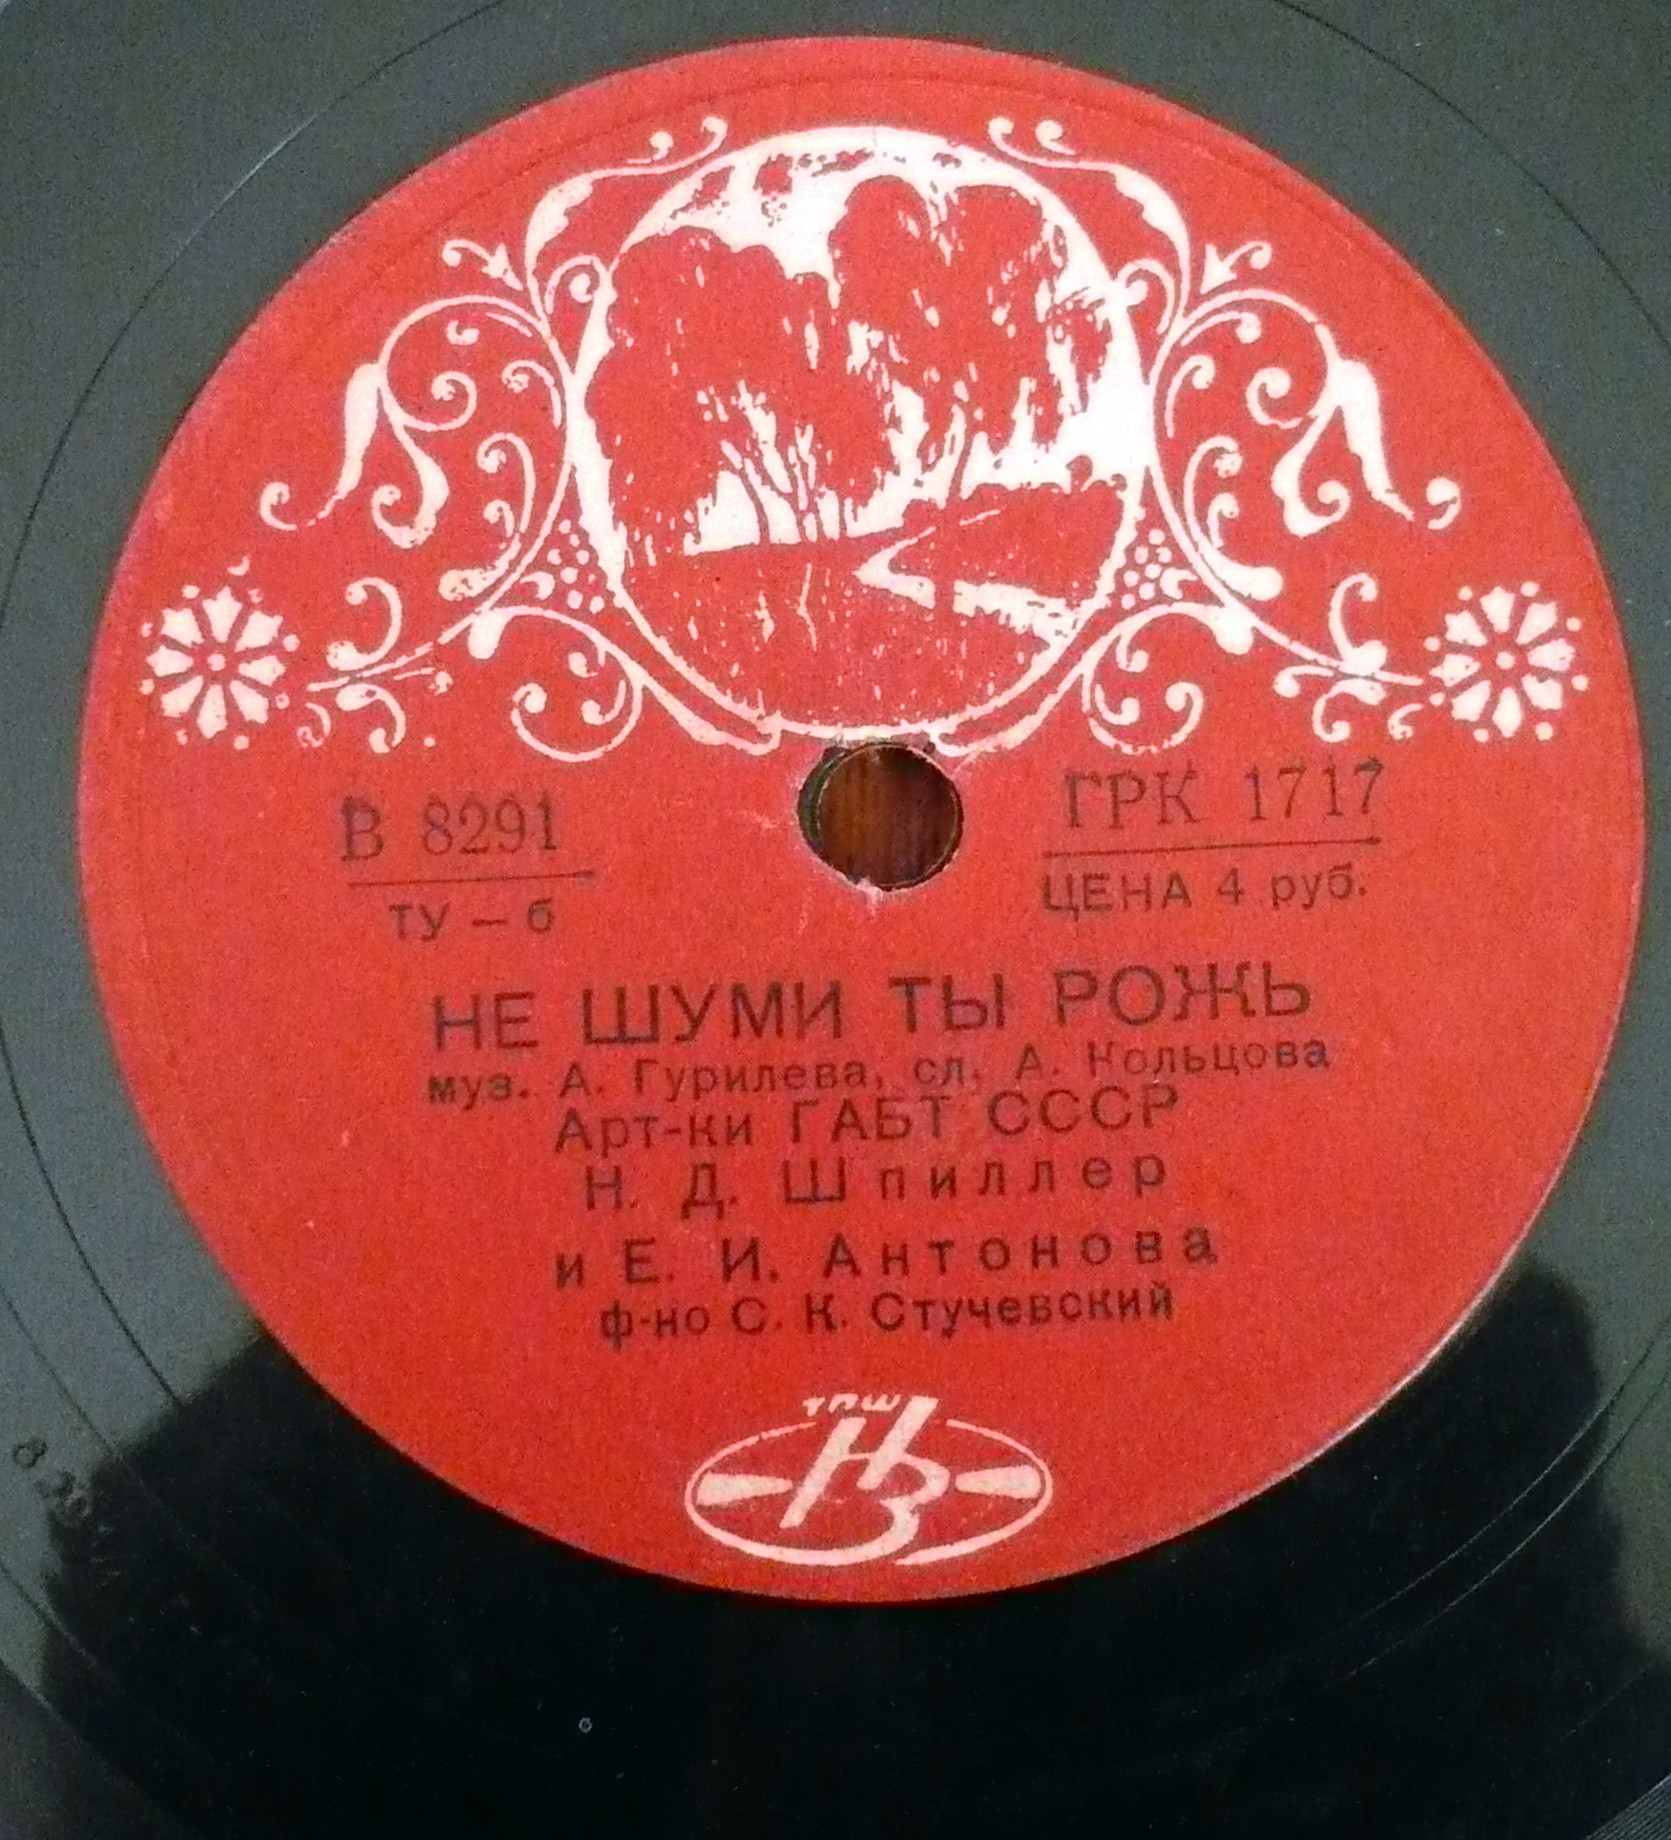 В 8291
ТУ – б
ГРК 1717
ЦЕНА 4 руб.
НЕ ШУМИ ТЫ РОЖЬ
муз. А. Гурилева, сл. А. Кольцова
Арт-ки ГАБТ СССР
Н. Д. Шпиллер
и Е. И. Антонова
ф-но С. К. Стучевский
НЗ